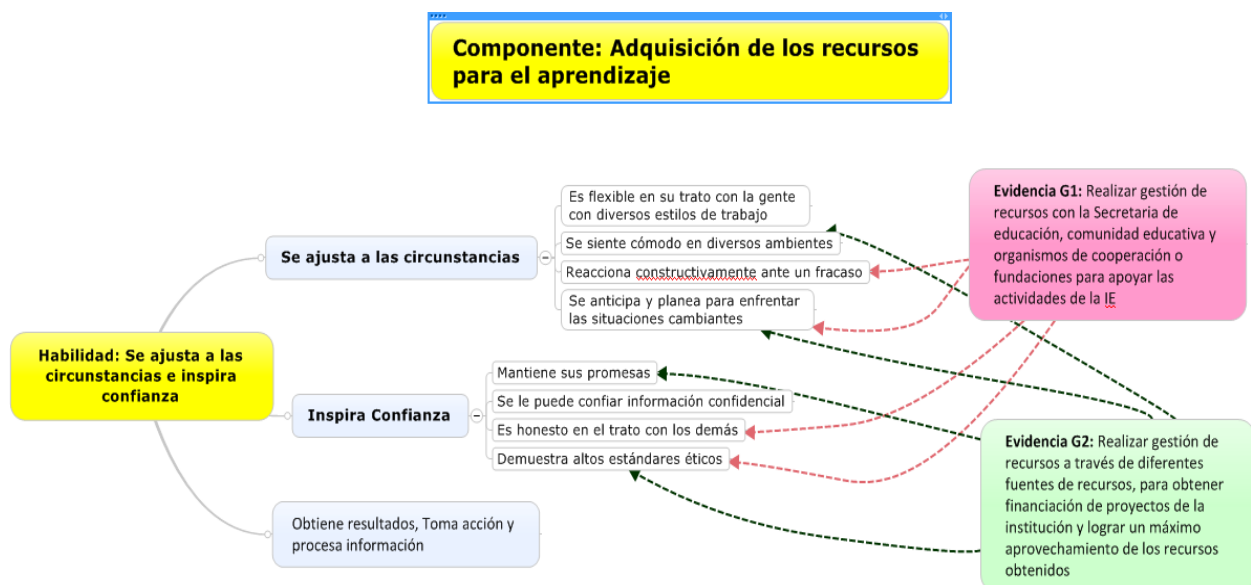 Componente: Adquisición de los recursos
para el aprendizaje
Es flexible en su trato con la gente
con diversos estilos de trabajo
Se ajusta a las circunstancias
Se siente cómodo en diversos ambientes
Reacciona constructivamente ante un fracaso
Se anticipa y planea para enfrentar
las situaciones cambiantes
Evidencia G1: Realizar gestión de
recursos con la Secretaria de
educación, comunidad educativa y
organismos de cooperación o
fundaciones para apoyar las
actividades de la IE
Habilidad: Se ajusta a las
circunstancias e inspira
confianza
Inspira Confianza
Mantiene sus promesas
Se le puede confiar información confidencial
Es honesto en el trato con los demás
Demuestra altos estándares éticos
Evidencia G2: Realizar gestión de
recursos a través de diferentes
fuentes de recursos, para obtener
financiación de proyectos de la
institución y lograr un máximo
aprovechamiento de los recursos
obtenidos
Obtiene resultados, Toma acción y
procesa información